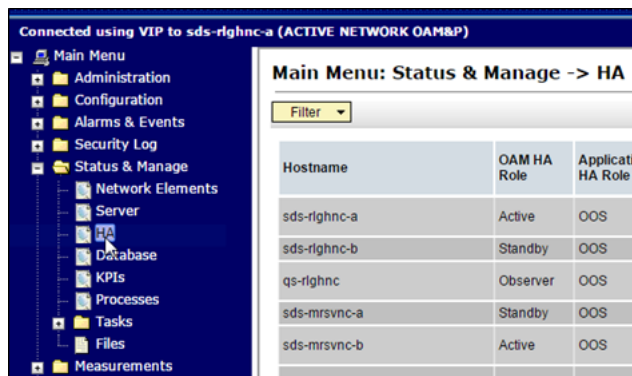 Connected using VIP to sds-rlghnc-a (ACTIVE NETWORK OAM&P)
Main Menu
Administration
Configuration
Alarms & Events
Security Log
Status & Manage
Network Elements
Server
HA
Database
KPIs
Processes
Tasks
Files
Measurements
Main Menu: Status & Manage -> HA
Filter
Hostname OAM HA Role Applicati HA Role
sds-rlghnc-a Active OOS
sds-rlghnc-b Standby OOS
qs-rlghnc Observer OOS
sds-mrsvnc-a Standby OOS
sds-mrsvnc-b Active OOS